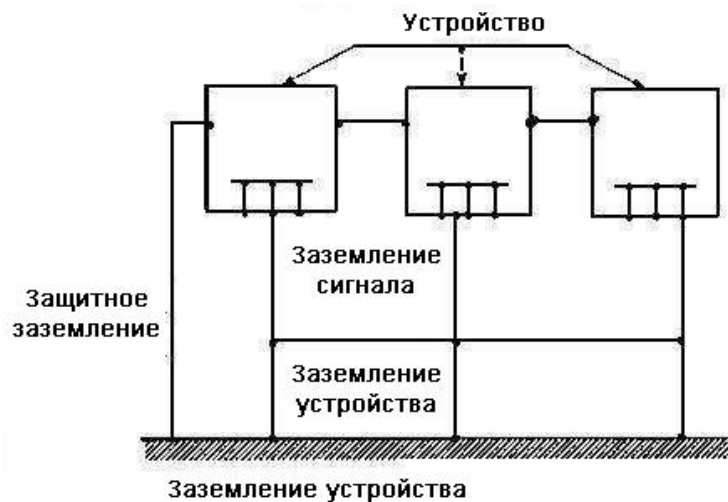 Устройство
Заземление
сигнала
Защитное
заземление
Заземление
устройства
Заземление устройства